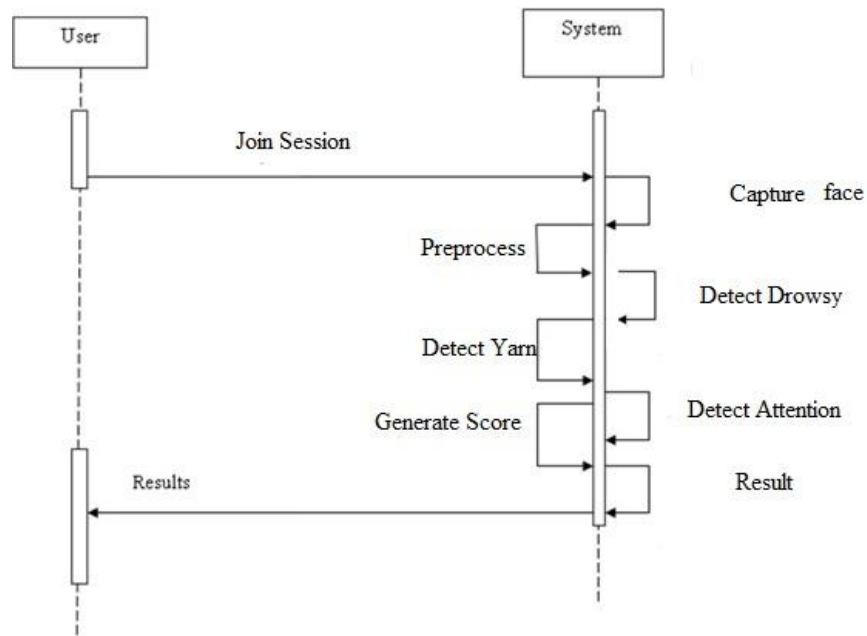 User
System
Join Session
Capture face
Preprocess
Detect Drowsy
Detect Yarn
Detect Attention
Generate Score
Results
Result